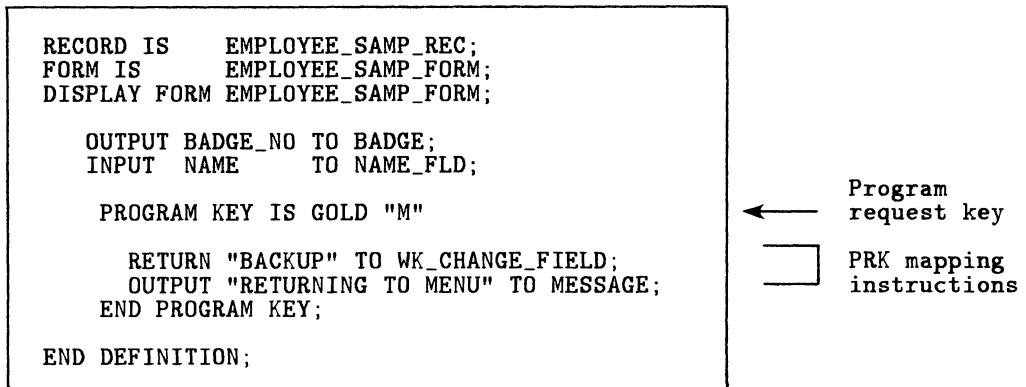 RECORD IS EMPLOYEE_SAMP_REC;
FORM IS EMPLOYEE_SAMP_FORM;
DISPLAY FORM EMPLOYEE_SAMP_FORM;
OUTPUT BADGE_NO TO BADGE;
INPUT NAME TO NAME_FLD;
PROGRAM KEY IS GOLD "M"
RETURN "BACKUP" TO WK_CHANGE_FIELD;
OUTPUT "RETURNING TO MENU" TO MESSAGE;
END PROGRAM KEY;
END DEFINITION;
Program
request key
PRK mapping
instructions